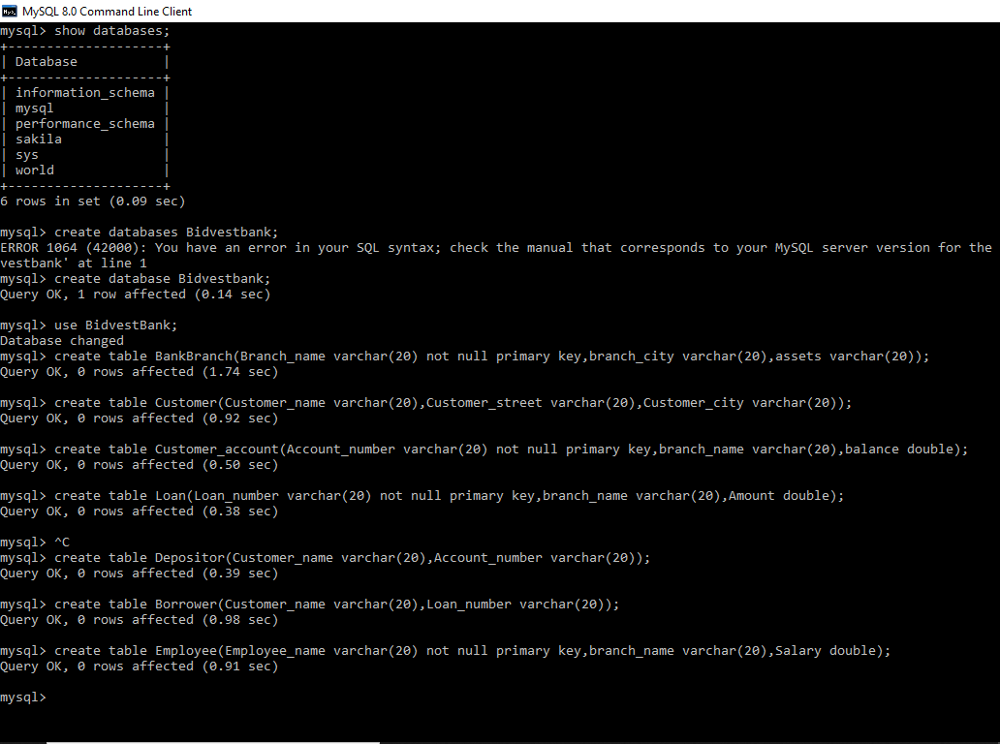 MySQL 8.0 Command Line Client
mysql> show databases;
+--------------------+
| Database           |
+--------------------+
| information_schema |
| mysql              |
| performance_schema |
| sakila             |
| sys                |
| world              |
+--------------------+
6 rows in set (0.09 sec)
mysql> create databases Bidvestbank;
ERROR 1064 (42000): You have an error in your SQL syntax; check the manual that corresponds to your MySQL server version for the
vestbank' at line 1
mysql> create database Bidvestbank;
Query OK, 1 row affected (0.14 sec)
mysql> use BidvestBank;
Database changed
mysql> create table BankBranch(Branch_name varchar(20) not null primary key,branch_city varchar(20),assets varchar(20));
Query OK, 0 rows affected (1.74 sec)
mysql> create table Customer(Customer_name varchar(20),Customer_street varchar(20),Customer_city varchar(20));
Query OK, 0 rows affected (0.92 sec)
mysql> create table Customer_account(Account_number varchar(20) not null primary key,branch_name varchar(20),balance double);
Query OK, 0 rows affected (0.50 sec)
mysql> create table Loan(Loan_number varchar(20) not null primary key,branch_name varchar(20),Amount double);
Query OK, 0 rows affected (0.38 sec)
mysql> ^C
mysql> create table Depositor(Customer_name varchar(20),Account_number varchar(20));
Query OK, 0 rows affected (0.39 sec)
mysql> create table Borrower(Customer_name varchar(20),Loan_number varchar(20));
Query OK, 0 rows affected (0.98 sec)
mysql> create table Employee(Employee_name varchar(20) not null primary key,branch_name varchar(20),Salary double);
Query OK, 0 rows affected (0.91 sec)
mysql>